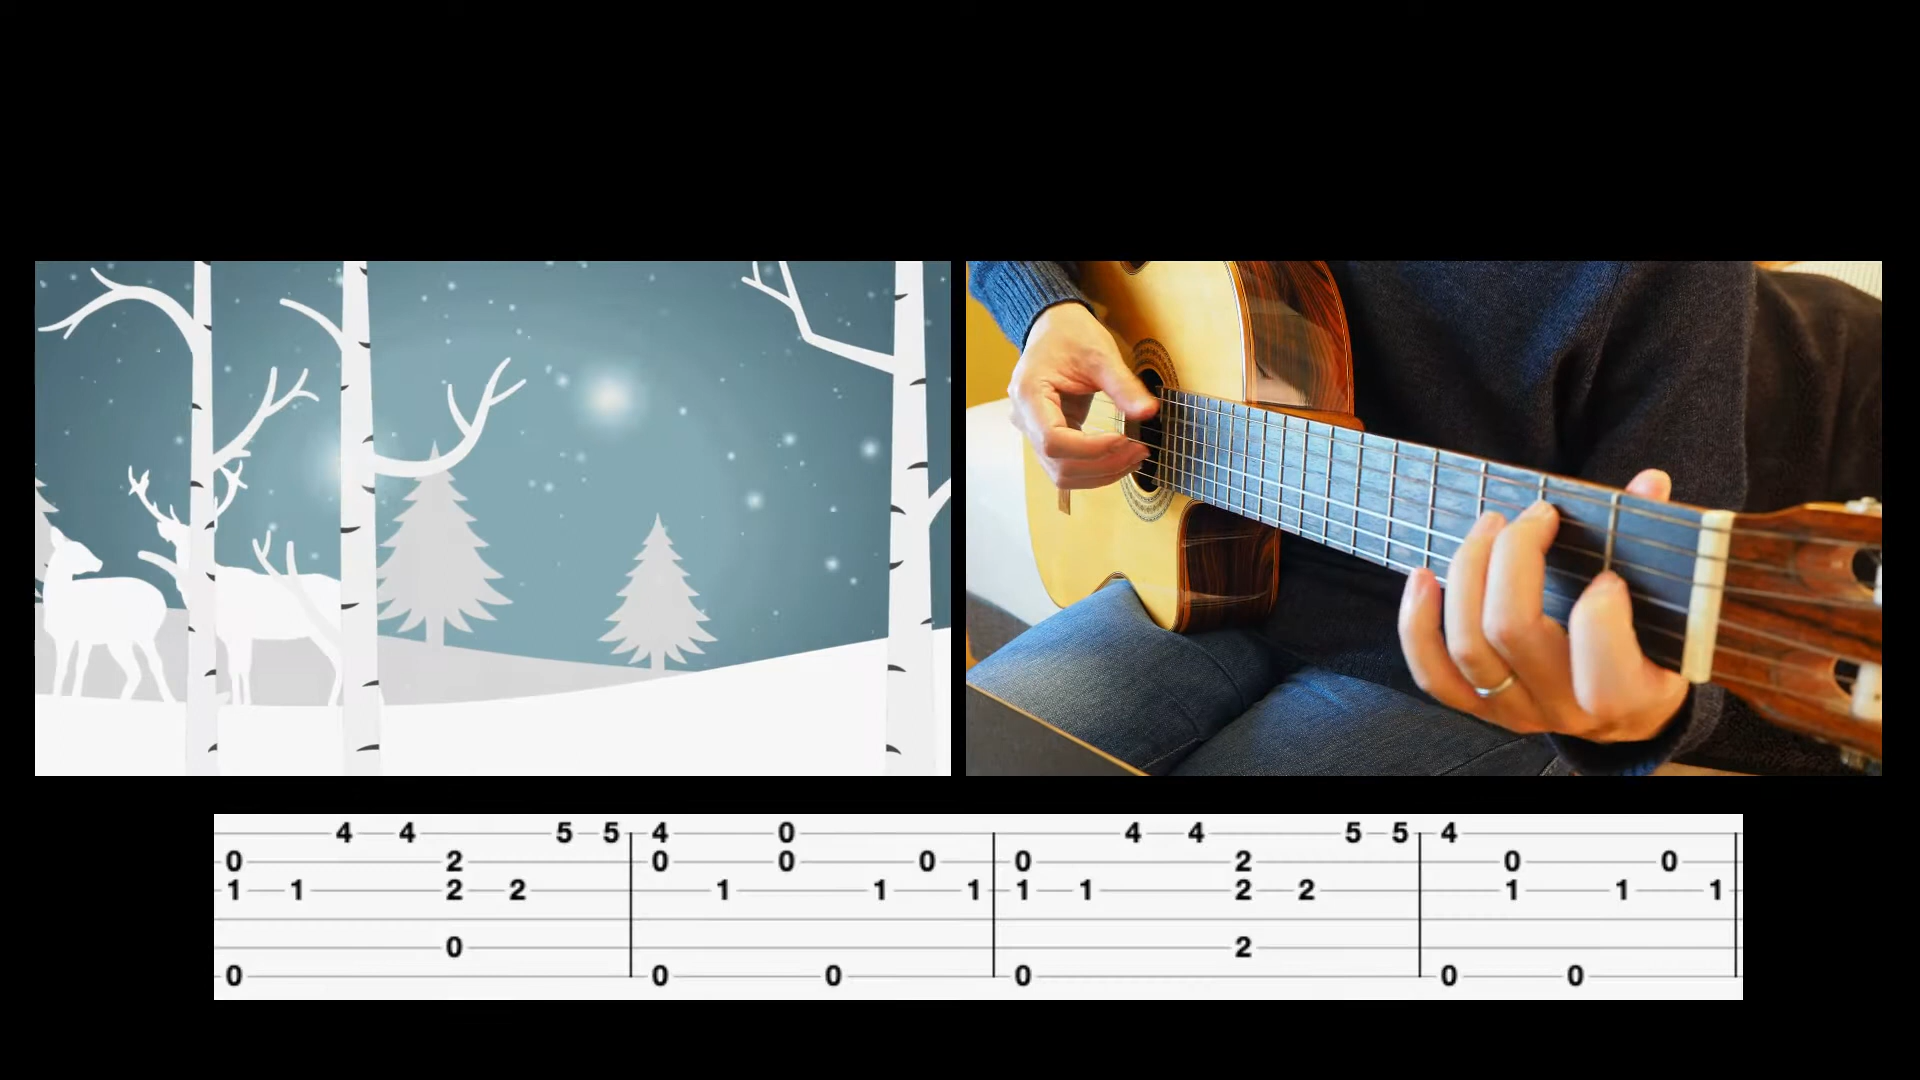 4 4 5 5 4 0 4 4 5 5 4
0 2 0 0 0 0 2 0 0
1 1 2 2 1 1 1 1 1 2 2 1 1 1
0 2
0 0 0 0 0 0